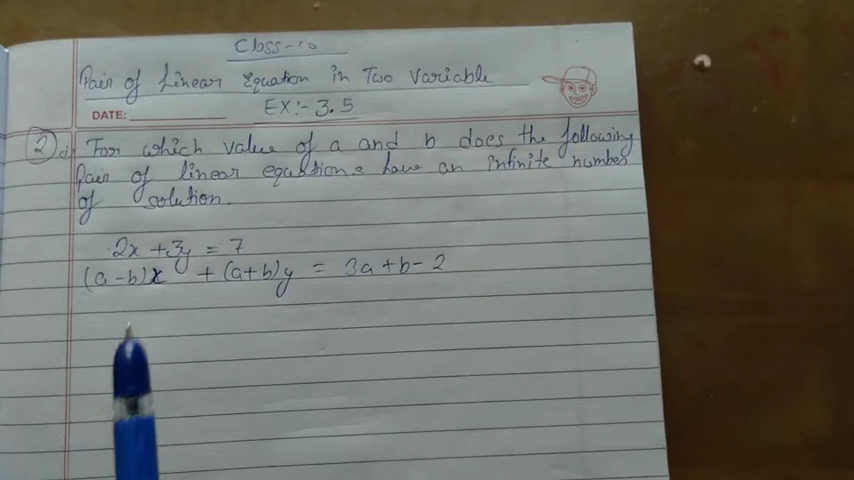 Class-10
Pair of Linear Equation in Two Variable
DATE: EX:- 3.5
2 (i) For which value of a and b does the following
Pair of linear equations have an infinite number
of solution.
2x + 3y = 7
(a-b)x + (a+b)y = 3a+b-2